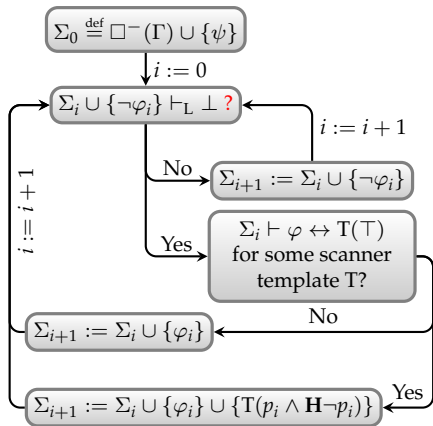 Σ₀ ≝ □⁻(Γ) ∪ {ψ}
i := 0
Σᵢ ∪ {¬φᵢ} ⊢_L ⊥ ?
i := i + 1
No
Σᵢ₊₁ := Σᵢ ∪ {¬φᵢ}
i := i + 1
Yes
Σᵢ ⊢ φ ↔ T(⊤)
for some scanner
template T?
No
Σᵢ₊₁ := Σᵢ ∪ {φᵢ}
Yes
Σᵢ₊₁ := Σᵢ ∪ {φᵢ} ∪ {T(pᵢ ∧ H¬pᵢ)}